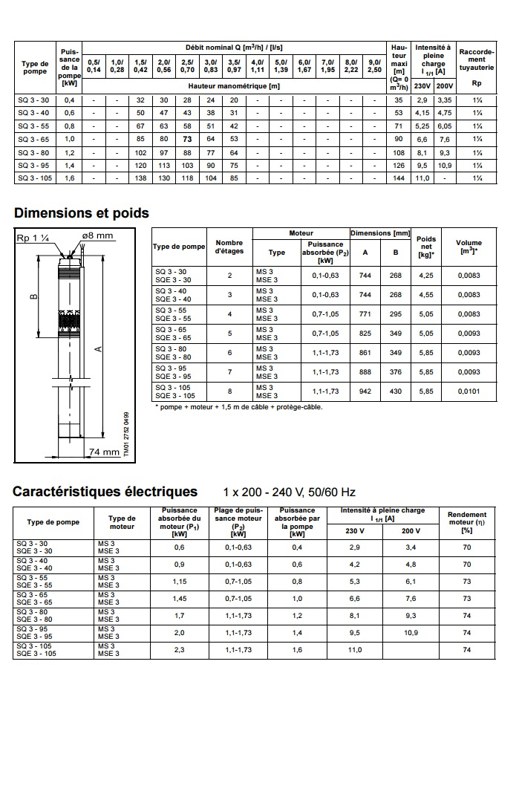 Type de pompe | Puis-sance de la pompe [kW] | Débit nominal Q [m³/h] / [l/s] | Hau-teur maxi [m] (Q= 0 m³/h) | Intensité à pleine charge I 1/1 [A] | Raccorde-ment tuyauterie Rp
0,5/ 0,14 | 1,0/ 0,28 | 1,5/ 0,42 | 2,0/ 0,56 | 2,5/ 0,70 | 3,0/ 0,83 | 3,5/ 0,97 | 4,0/ 1,11 | 5,0/ 1,39 | 6,0/ 1,67 | 7,0/ 1,95 | 8,0/ 2,22 | 9,0/ 2,50
Hauteur manométrique [m] | 230V | 200V
SQ 3 - 30 | 0,4 | - | - | 32 | 30 | 28 | 24 | 20 | - | - | - | - | - | - | 35 | 2,9 | 3,35 | 1¼
SQ 3 - 40 | 0,6 | - | - | 50 | 47 | 43 | 38 | 31 | - | - | - | - | - | - | 53 | 4,15 | 4,75 | 1¼
SQ 3 - 55 | 0,8 | - | - | 67 | 63 | 58 | 51 | 42 | - | - | - | - | - | - | 71 | 5,25 | 6,05 | 1¼
SQ 3 - 65 | 1,0 | - | - | 85 | 80 | 73 | 64 | 53 | - | - | - | - | - | - | 90 | 6,6 | 7,6 | 1¼
SQ 3 - 80 | 1,2 | - | - | 102 | 97 | 88 | 77 | 64 | - | - | - | - | - | - | 108 | 8,1 | 9,3 | 1¼
SQ 3 - 95 | 1,4 | - | - | 120 | 113 | 103 | 90 | 75 | - | - | - | - | - | - | 126 | 9,5 | 10,9 | 1¼
SQ 3 - 105 | 1,6 | - | - | 138 | 130 | 118 | 104 | 85 | - | - | - | - | - | - | 144 | 11,0 | - | 1¼
Dimensions et poids
Rp 1 ¼
ø8 mm
B
A
74 mm
TM01 2752 0499
Type de pompe | Nombre d'étages | Moteur | Dimensions [mm] | Poids net [kg]* | Volume [m³]*
Type | Puissance absorbée (P₂) [kW] | A | B
SQ 3 - 30 SQE 3 - 30 | 2 | MS 3 MSE 3 | 0,1-0,63 | 744 | 268 | 4,25 | 0,0083
SQ 3 - 40 SQE 3 - 40 | 3 | MS 3 MSE 3 | 0,1-0,63 | 744 | 268 | 4,55 | 0,0083
SQ 3 - 55 SQE 3 - 55 | 4 | MS 3 MSE 3 | 0,7-1,05 | 771 | 295 | 5,05 | 0,0083
SQ 3 - 65 SQE 3 - 65 | 5 | MS 3 MSE 3 | 0,7-1,05 | 825 | 349 | 5,05 | 0,0093
SQ 3 - 80 SQE 3 - 80 | 6 | MS 3 MSE 3 | 1,1-1,73 | 861 | 349 | 5,85 | 0,0093
SQ 3 - 95 SQE 3 - 95 | 7 | MS 3 MSE 3 | 1,1-1,73 | 888 | 376 | 5,85 | 0,0093
SQ 3 - 105 SQE 3 - 105 | 8 | MS 3 MSE 3 | 1,1-1,73 | 942 | 430 | 5,85 | 0,0101
* pompe + moteur + 1,5 m de câble + protège-câble.
Caractéristiques électriques 1 x 200 - 240 V, 50/60 Hz
Type de pompe | Type de moteur | Puissance absorbée du moteur (P₁) [kW] | Plage de puis-sance moteur (P₂) [kW] | Puissance absorbée par la pompe [kW] | Intensité à pleine charge I 1/1 [A] | Rendement moteur (η) [%]
230 V | 200 V
SQ 3 - 30 SQE 3 - 30 | MS 3 MSE 3 | 0,6 | 0,1-0,63 | 0,4 | 2,9 | 3,4 | 70
SQ 3 - 40 SQE 3 - 40 | MS 3 MSE 3 | 0,9 | 0,1-0,63 | 0,6 | 4,2 | 4,8 | 70
SQ 3 - 55 SQE 3 - 55 | MS 3 MSE 3 | 1,15 | 0,7-1,05 | 0,8 | 5,3 | 6,1 | 73
SQ 3 - 65 SQE 3 - 65 | MS 3 MSE 3 | 1,45 | 0,7-1,05 | 1,0 | 6,6 | 7,6 | 73
SQ 3 - 80 SQE 3 - 80 | MS 3 MSE 3 | 1,7 | 1,1-1,73 | 1,2 | 8,1 | 9,3 | 74
SQ 3 - 95 SQE 3 - 95 | MS 3 MSE 3 | 2,0 | 1,1-1,73 | 1,4 | 9,5 | 10,9 | 74
SQ 3 - 105 SQE 3 - 105 | MS 3 MSE 3 | 2,3 | 1,1-1,73 | 1,6 | 11,0 | | 74